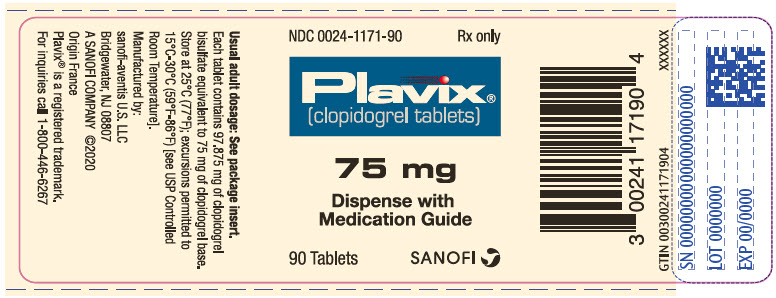 Usual adult dosage: See package insert.
Each tablet contains 97.875 mg of clopidogrel
bisulfate equivalent to 75 mg of clopidogrel base.
Store at 25°C (77°F); excursions permitted to
15°C-30°C (59°F-86°F) [see USP Controlled
Room Temperature].
Manufactured by:
sanofi-aventis U.S. LLC
Bridgewater, NJ 08807
A SANOFI COMPANY ©2020
Origin France
Plavix® is a registered trademark.
For inquiries call 1-800-446-6267
NDC 0024-1171-90 Rx only
Plavix®
(clopidogrel tablets)
75 mg
Dispense with
Medication Guide
90 Tablets SANOFI
3 00241 17190 4
GTIN 00300241171904 XXXXXX
SN 00000000000000000000
LOT 0000000
EXP 00/0000